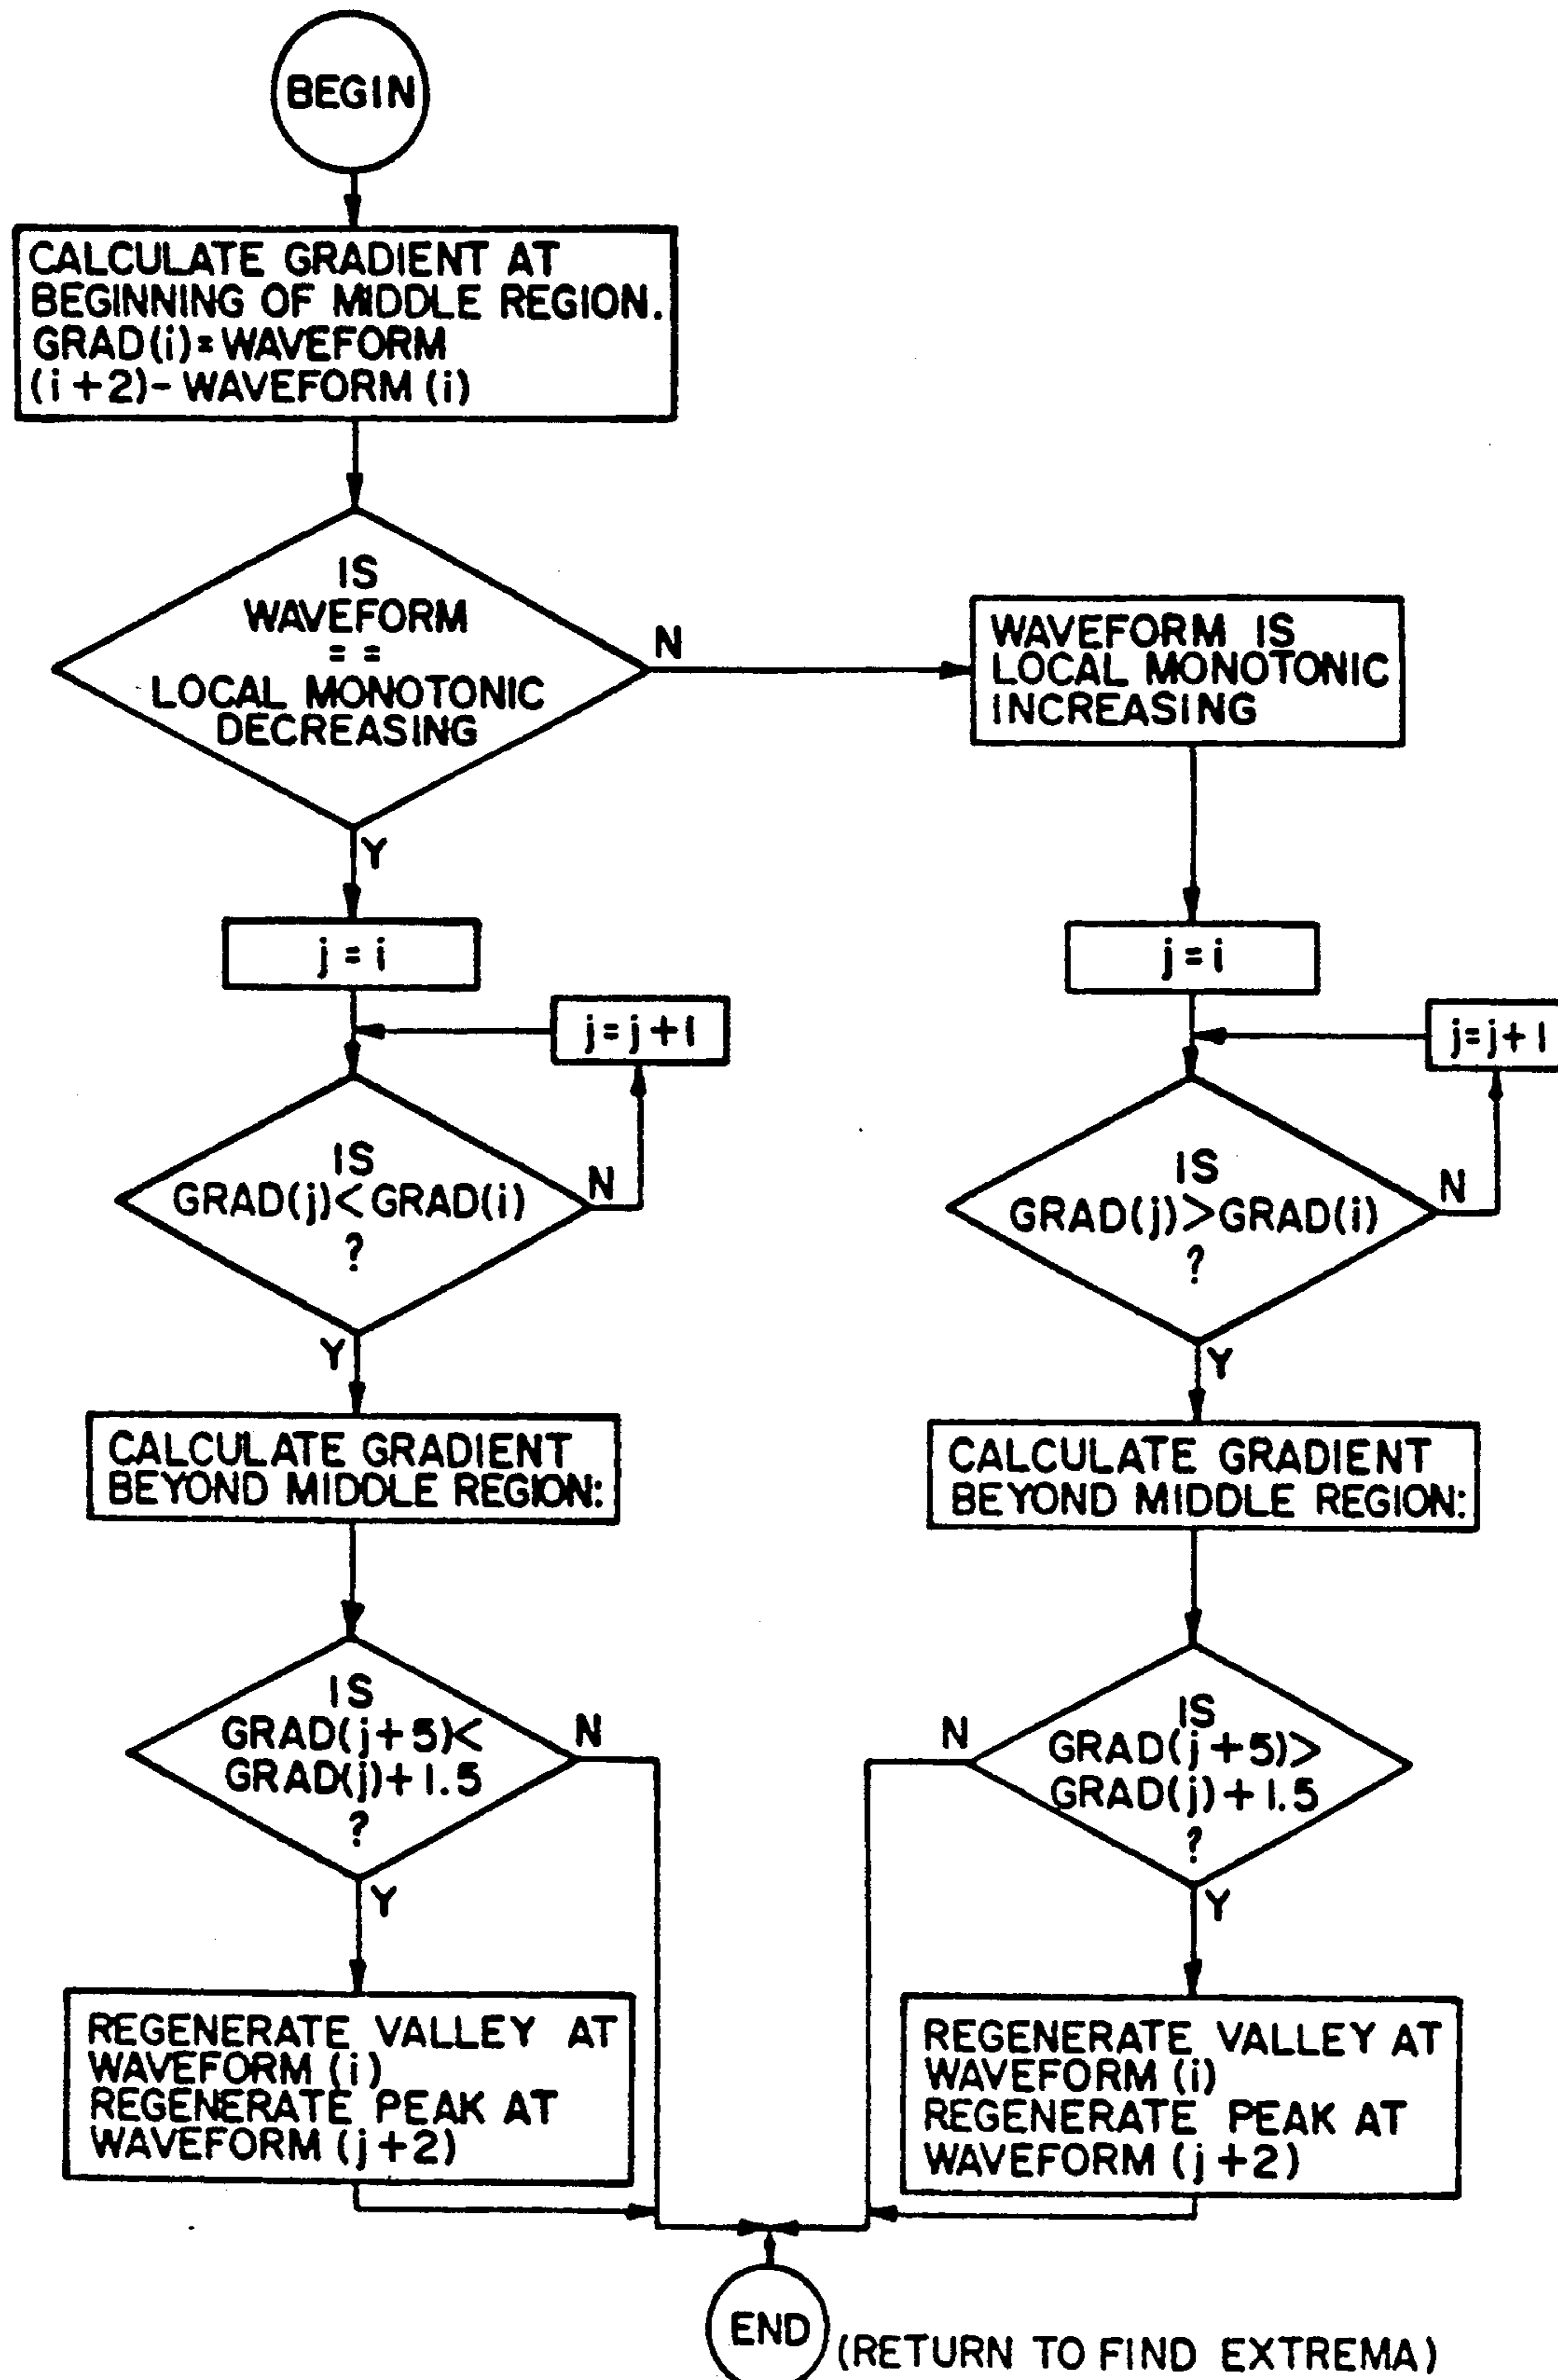 BEGIN
CALCULATE GRADIENT AT
BEGINNING OF MIDDLE REGION.
GRAD(i)=WAVEFORM
(i+2)-WAVEFORM(i)
IS
WAVEFORM
==
LOCAL MONOTONIC
DECREASING
N
Y
WAVEFORM IS
LOCAL MONOTONIC
INCREASING
j=i
j=j+1
IS
GRAD(j)<GRAD(i)
?
N
Y
CALCULATE GRADIENT
BEYOND MIDDLE REGION:
IS
GRAD(j+5)<
GRAD(j)+1.5
?
N
Y
REGENERATE VALLEY AT
WAVEFORM (i)
REGENERATE PEAK AT
WAVEFORM (j+2)
j=i
j=j+1
IS
GRAD(j)>GRAD(i)
?
N
Y
CALCULATE GRADIENT
BEYOND MIDDLE REGION:
IS
GRAD(j+5)>
GRAD(j)+1.5
?
N
Y
REGENERATE VALLEY AT
WAVEFORM (i)
REGENERATE PEAK AT
WAVEFORM (j+2)
END
(RETURN TO FIND EXTREMA)